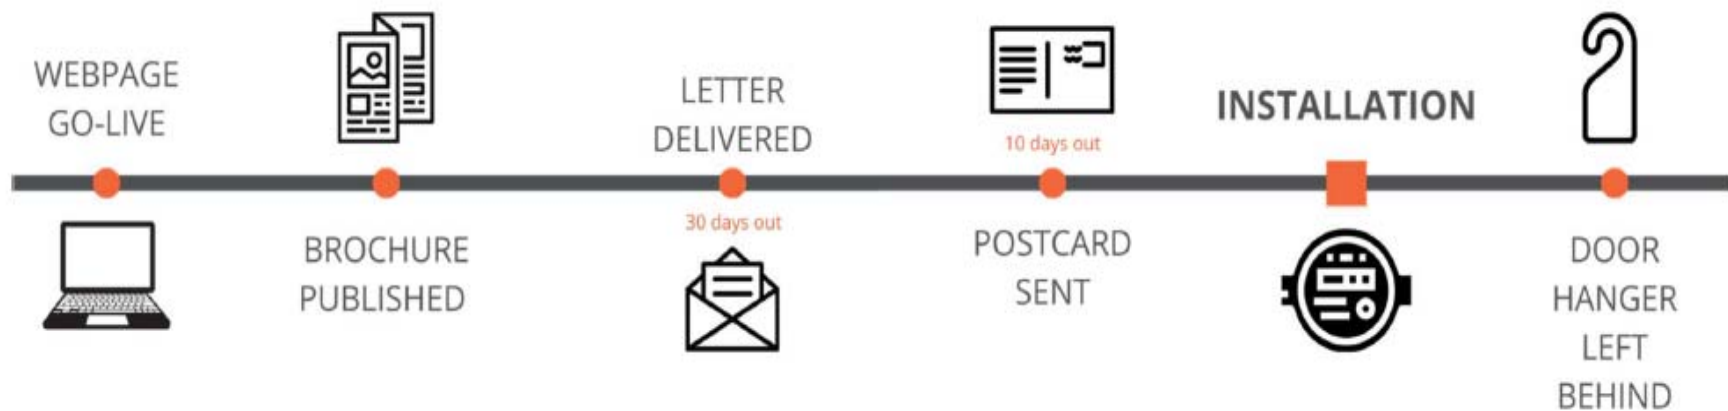 WEBPAGE
GO-LIVE
BROCHURE
PUBLISHED
LETTER
DELIVERED
30 days out
10 days out
POSTCARD
SENT
INSTALLATION
DOOR
HANGER
LEFT
BEHIND